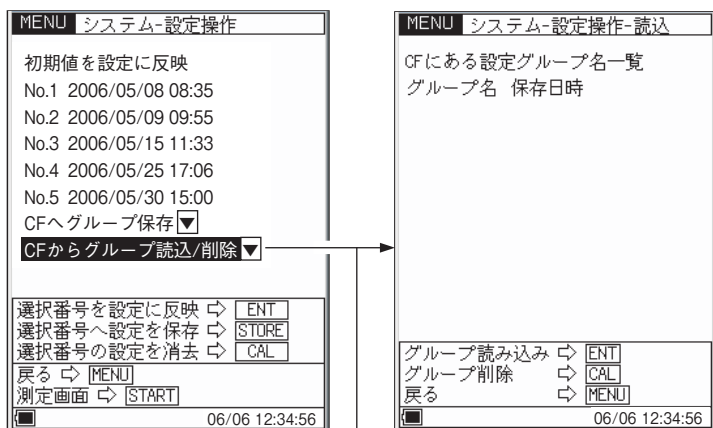 MENU システム-設定操作
初期値を設定に反映
No.1 2006/05/08 08:35
No.2 2006/05/09 09:55
No.3 2006/05/15 11:33
No.4 2006/05/25 17:06
No.5 2006/05/30 15:00
CFへグループ保存▼
CFからグループ読込/削除▼
選択番号を設定に反映 ⇨ ENT
選択番号へ設定を保存 ⇨ STORE
選択番号の設定を消去 ⇨ CAL
戻る ⇨ MENU
測定画面 ⇨ START
06/06 12:34:56
MENU システム-設定操作-読込
CFにある設定グループ名一覧
グループ名 保存日時
グループ読み込み ⇨ ENT
グループ削除 ⇨ CAL
戻る ⇨ MENU
06/06 12:34:56